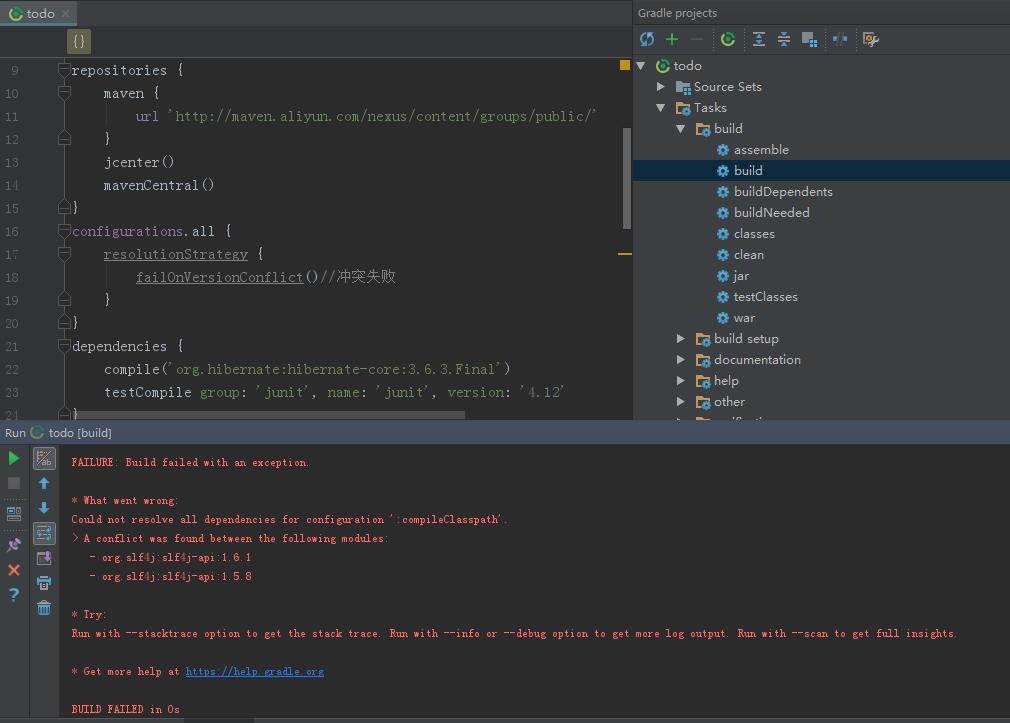 todo
{}
9 repositories {
10 maven {
11 url 'http://maven.aliyun.com/nexus/content/groups/public/'
12 }
13 jcenter()
14 mavenCentral()
15 }
16 configurations.all {
17 resolutionStrategy {
18 failOnVersionConflict()//冲突失败
19 }
20 }
21 dependencies {
22 compile('org.hibernate:hibernate-core:3.6.3.Final')
23 testCompile group: 'junit', name: 'junit', version: '4.12'
24 }
Gradle projects
todo
Source Sets
Tasks
build
assemble
build
buildDependents
buildNeeded
classes
clean
jar
testClasses
war
build setup
documentation
help
other
Run todo [build]
FAILURE: Build failed with an exception.
* What went wrong:
Could not resolve all dependencies for configuration ':compileClasspath'.
> A conflict was found between the following modules:
- org.slf4j:slf4j-api:1.6.1
- org.slf4j:slf4j-api:1.5.8
* Try:
Run with --stacktrace option to get the stack trace. Run with --info or --debug option to get more log output. Run with --scan to get full insights.
* Get more help at https://help.gradle.org
BUILD FAILED in 0s